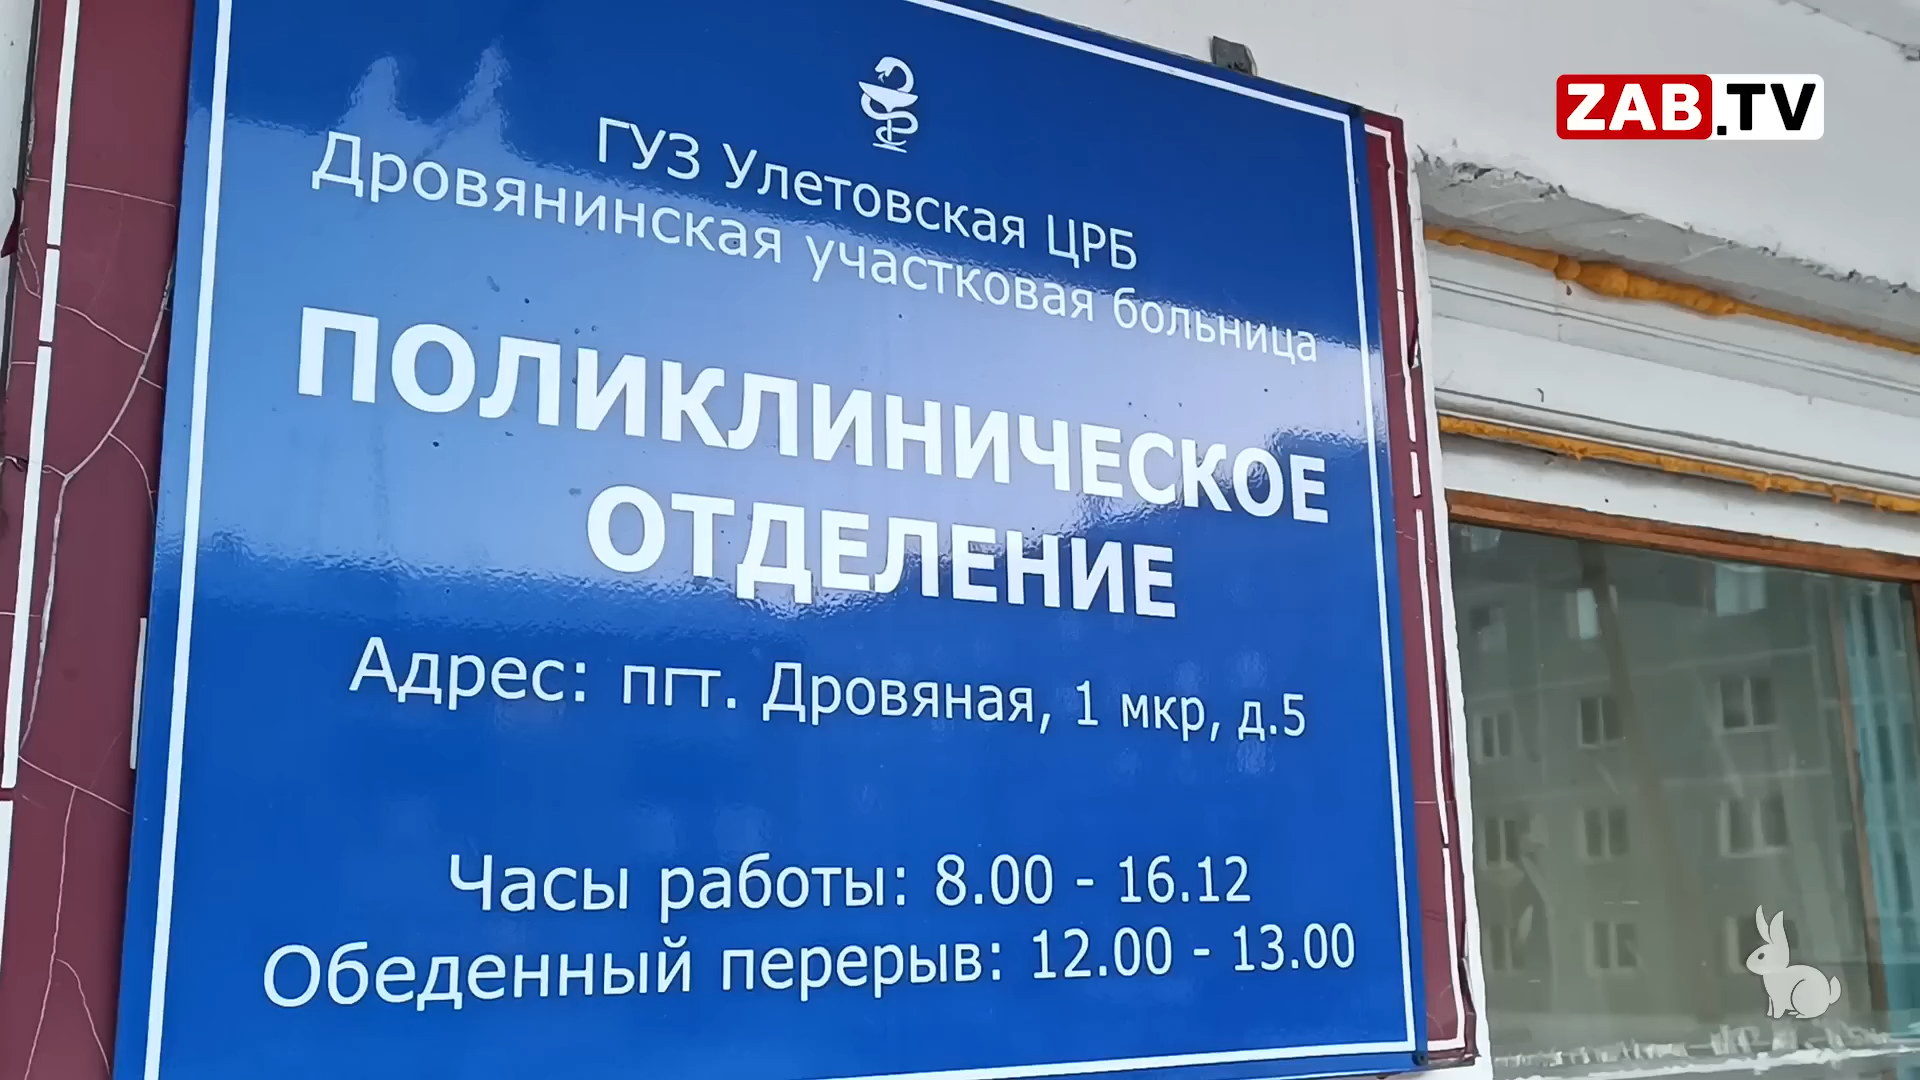 ZAB.TV
ГУЗ Улетовская ЦРБ
Дровянинская участковая больница
ПОЛИКЛИНИЧЕСКОЕ
ОТДЕЛЕНИЕ
Адрес: пгт. Дровяная, 1 мкр, д.5
Часы работы: 8.00 - 16.12
Обеденный перерыв: 12.00 - 13.00